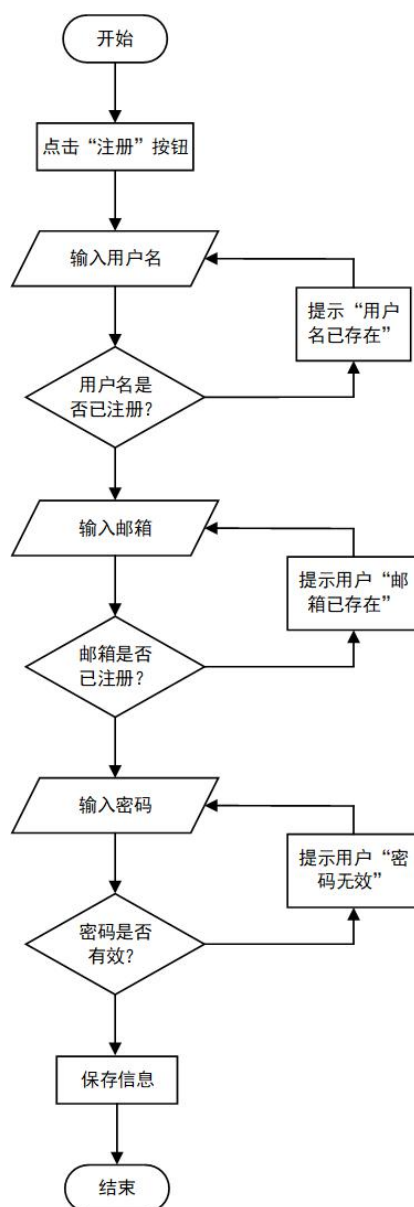 开始
点击“注册”按钮
输入用户名
提示“用户
名已存在”
用户名是
否已注册？
输入邮箱
提示用户“邮
箱已存在”
邮箱是否
已注册？
输入密码
提示用户“密
码无效”
密码是否
有效？
保存信息
结束